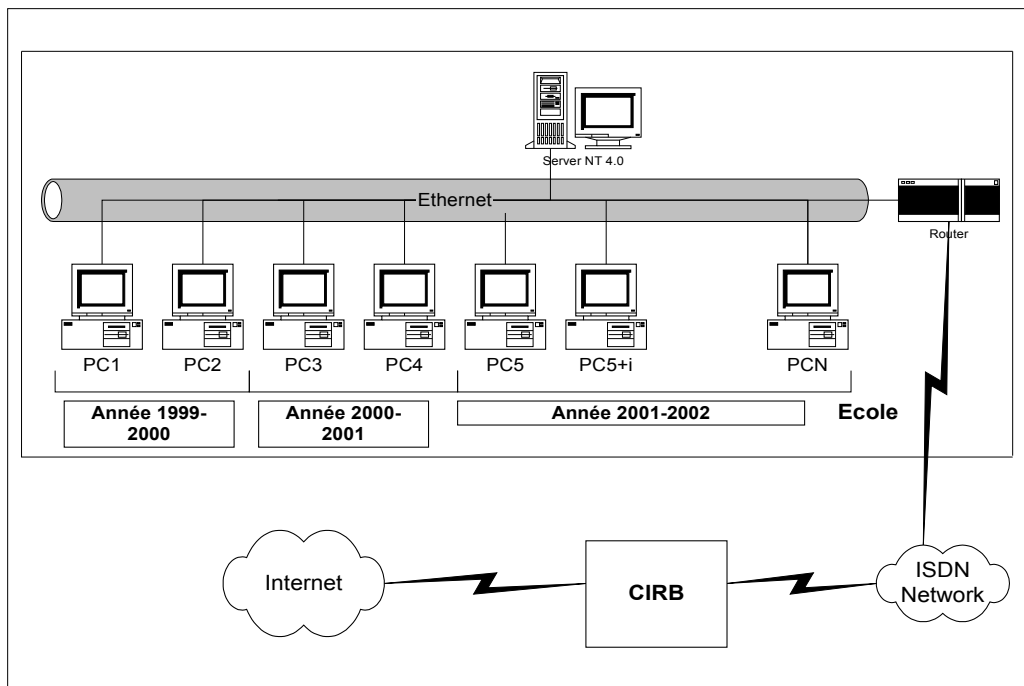 Server NT 4.0
Ethernet
Router
PC1
PC2
PC3
PC4
PC5
PC5+i
PCN
Année 1999-
2000
Année 2000-
2001
Année 2001-2002
Ecole
Internet
CIRB
ISDN
Network